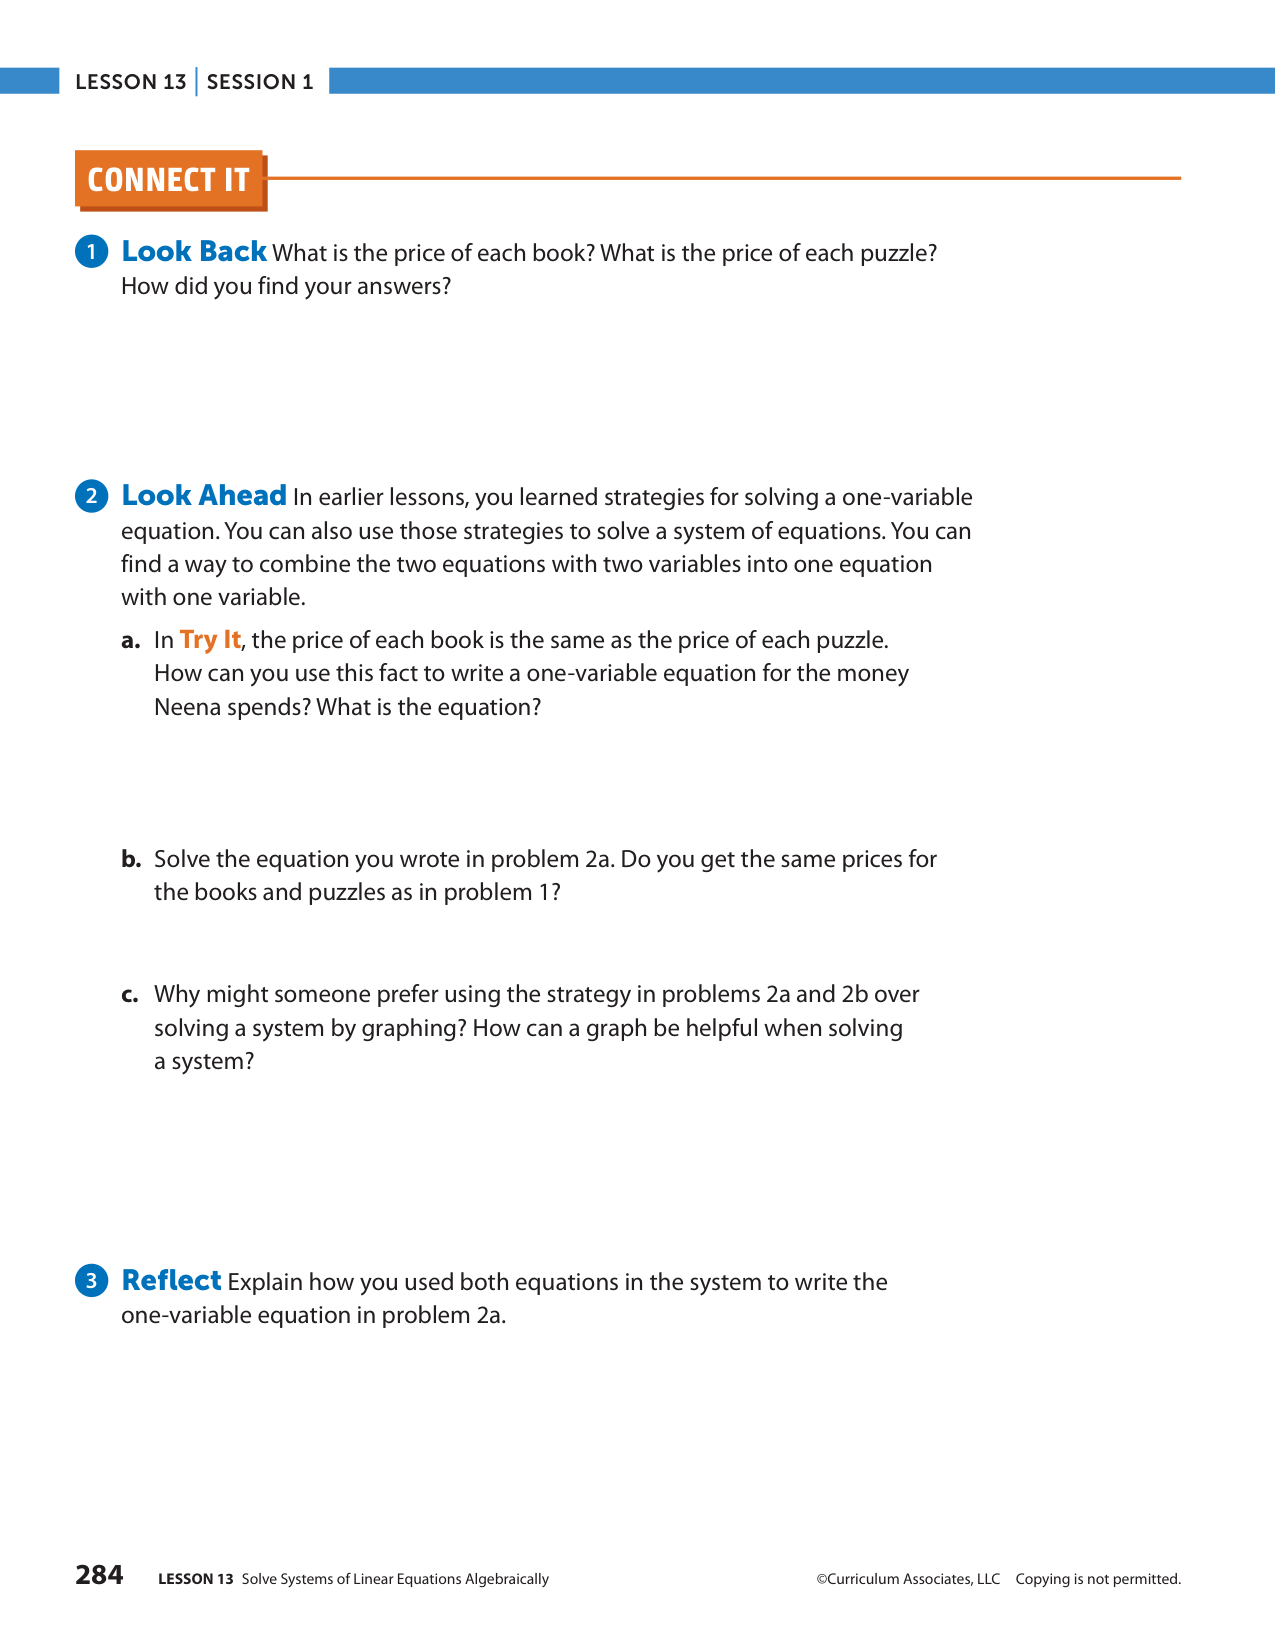 LESSON 13 | SESSION 1
CONNECT IT
1 Look Back What is the price of each book? What is the price of each puzzle?
How did you find your answers?
2 Look Ahead In earlier lessons, you learned strategies for solving a one-variable
equation. You can also use those strategies to solve a system of equations. You can
find a way to combine the two equations with two variables into one equation
with one variable.
a. In Try It, the price of each book is the same as the price of each puzzle.
How can you use this fact to write a one-variable equation for the money
Neena spends? What is the equation?
b. Solve the equation you wrote in problem 2a. Do you get the same prices for
the books and puzzles as in problem 1?
c. Why might someone prefer using the strategy in problems 2a and 2b over
solving a system by graphing? How can a graph be helpful when solving
a system?
3 Reflect Explain how you used both equations in the system to write the
one-variable equation in problem 2a.
284 LESSON 13 Solve Systems of Linear Equations Algebraically ©Curriculum Associates, LLC Copying is not permitted.